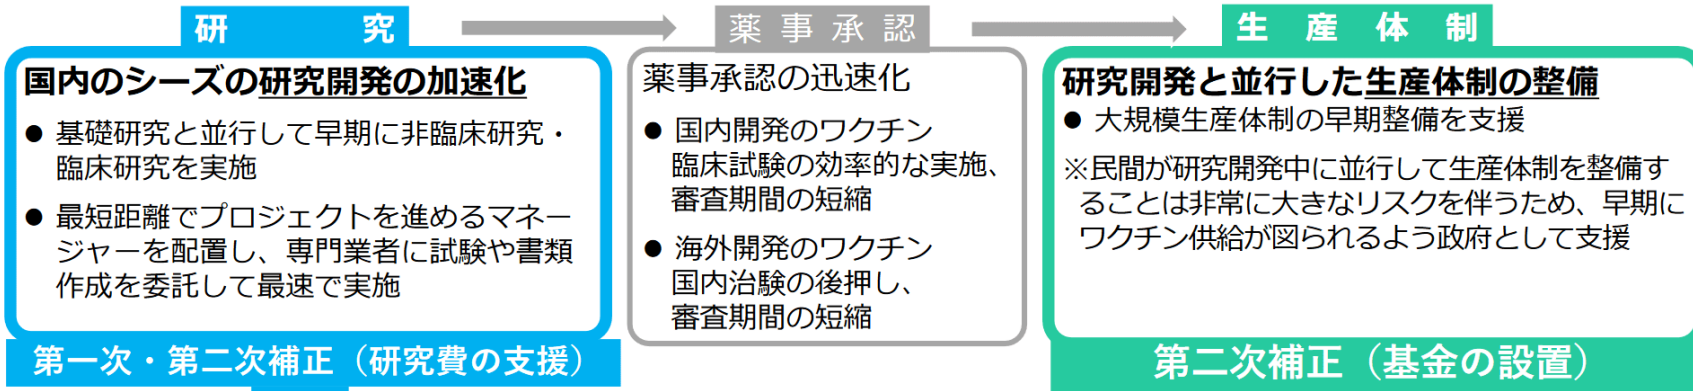 研究
国内のシーズの研究開発の加速化
● 基礎研究と並行して早期に非臨床研究・
臨床研究を実施
● 最短距離でプロジェクトを進めるマネー
ジャーを配置し、専門業者に試験や書類
作成を委託して最速で実施
第一次・第二次補正（研究費の支援）
薬事承認
薬事承認の迅速化
● 国内開発のワクチン
臨床試験の効率的な実施、
審査期間の短縮
● 海外開発のワクチン
国内治験の後押し、
審査期間の短縮
生産体制
研究開発と並行した生産体制の整備
● 大規模生産体制の早期整備を支援
※民間が研究開発中に並行して生産体制を整備す
ることは非常に大きなリスクを伴うため、早期に
ワクチン供給が図られるよう政府として支援
第二次補正（基金の設置）